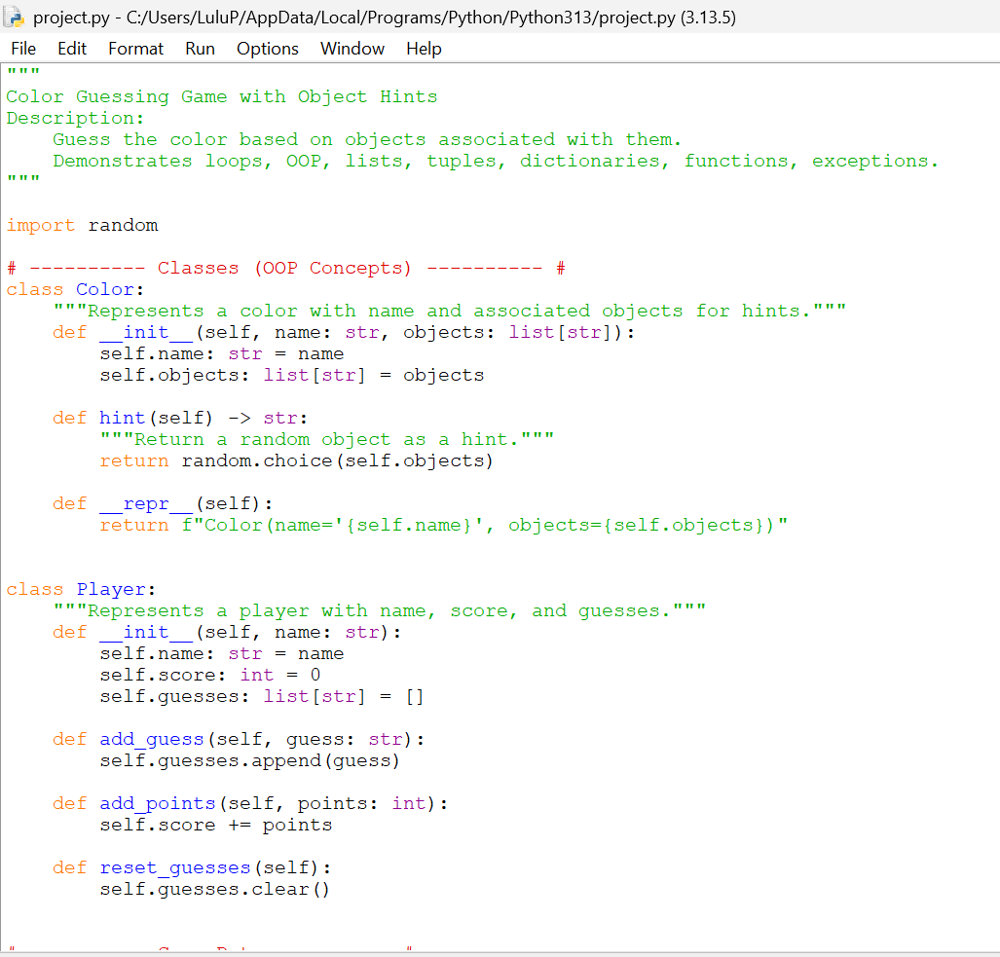 project.py - C:/Users/LuluP/AppData/Local/Programs/Python/Python313/project.py (3.13.5)
File Edit Format Run Options Window Help
"""
Color Guessing Game with Object Hints
Description:
    Guess the color based on objects associated with them.
    Demonstrates loops, OOP, lists, tuples, dictionaries, functions, exceptions.
"""
import random
# ---------- Classes (OOP Concepts) ---------- #
class Color:
    """Represents a color with name and associated objects for hints."""
    def __init__(self, name: str, objects: list[str]):
        self.name: str = name
        self.objects: list[str] = objects
    def hint(self) -> str:
        """Return a random object as a hint."""
        return random.choice(self.objects)
    def __repr__(self):
        return f"Color(name='{self.name}', objects={self.objects})"
class Player:
    """Represents a player with name, score, and guesses."""
    def __init__(self, name: str):
        self.name: str = name
        self.score: int = 0
        self.guesses: list[str] = []
    def add_guess(self, guess: str):
        self.guesses.append(guess)
    def add_points(self, points: int):
        self.score += points
    def reset_guesses(self):
        self.guesses.clear()